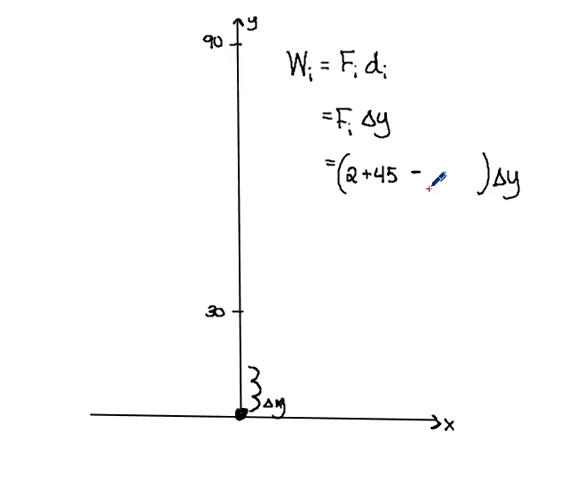 y
90
Wᵢ = Fᵢ dᵢ
= Fᵢ Δy
= (2+45 -      ) Δy
30
Δy
x